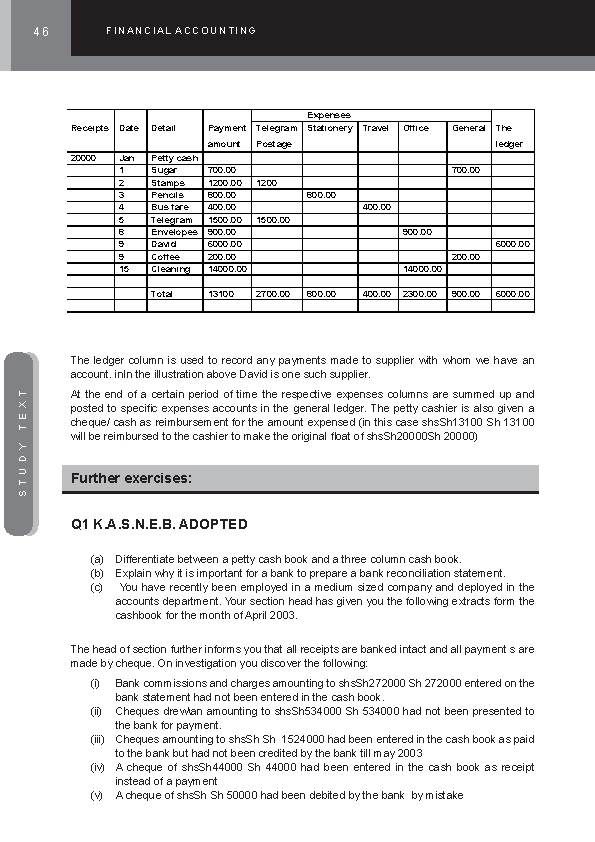 46
FINANCIAL ACCOUNTING
Expenses
Receipts Date Detail Payment Telegram Stationery Travel Office General The
amount Postage ledger
20000 Jan Petty cash
1 Sugar 700.00 700.00
2 Stamps 1200.00 1200
3 Pencils 600.00 600.00
4 Bus fare 400.00 400.00
5 Telegram 1500.00 1500.00
8 Envelopes 900.00 900.00
9 David 6000.00 6000.00
9 Coffee 200.00 200.00
15 Cleaning 14000.00 14000.00
Total 13100 2700.00 600.00 400.00 2300.00 900.00 6000.00
The ledger column is used to record any payments made to supplier with whom we have an
account. inIn the illustration above David is one such supplier.
At the end of a certain period of time the respective expenses columns are summed up and
posted to specific expenses accounts in the general ledger. The petty cashier is also given a
cheque/ cash as reimbursement for the amount expensed (in this case shsSh13100 Sh 13100
will be reimbursed to the cashier to make the original float of shsSh20000Sh 20000)
STUDY TEXT
Further exercises:
Q1 K.A.S.N.E.B. ADOPTED
(a) Differentiate between a petty cash book and a three column cash book.
(b) Explain why it is important for a bank to prepare a bank reconciliation statement.
(c) You have recently been employed in a medium sized company and deployed in the
accounts department. Your section head has given you the following extracts form the
cashbook for the month of April 2003.
The head of section further informs you that all receipts are banked intact and all payment s are
made by cheque. On investigation you discover the following:
(i) Bank commissions and charges amounting to shsSh272000 Sh 272000 entered on the
bank statement had not been entered in the cash book.
(ii) Cheques drew\an amounting to shsSh534000 Sh 534000 had not been presented to
the bank for payment.
(iii) Cheques amounting to shsSh Sh 1524000 had been entered in the cash book as paid
to the bank but had not been credited by the bank till may 2003
(iv) A cheque of shsSh44000 Sh 44000 had been entered in the cash book as receipt
instead of a payment
(v) A cheque of shsSh Sh 50000 had been debited by the bank by mistake